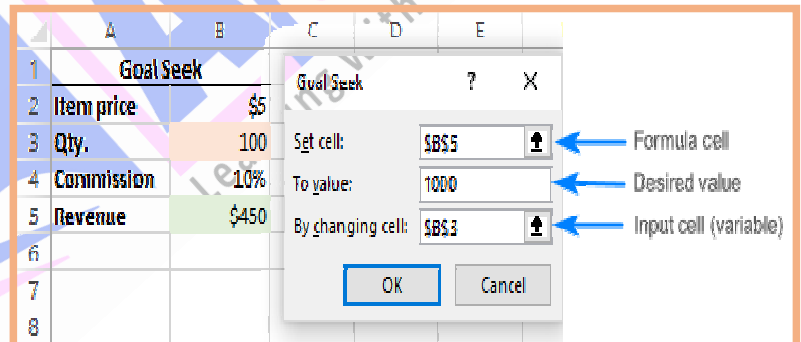 A B C D E
1 Goal Seek
2 Item price $5
3 Qty. 100
4 Commission 10%
5 Revenue $450
6
7
8
Goal Seek ? X
Set cell: $B$5 Formula cell
To value: 1000 Desired value
By changing cell: $B$3 Input cell (variable)
OK Cancel